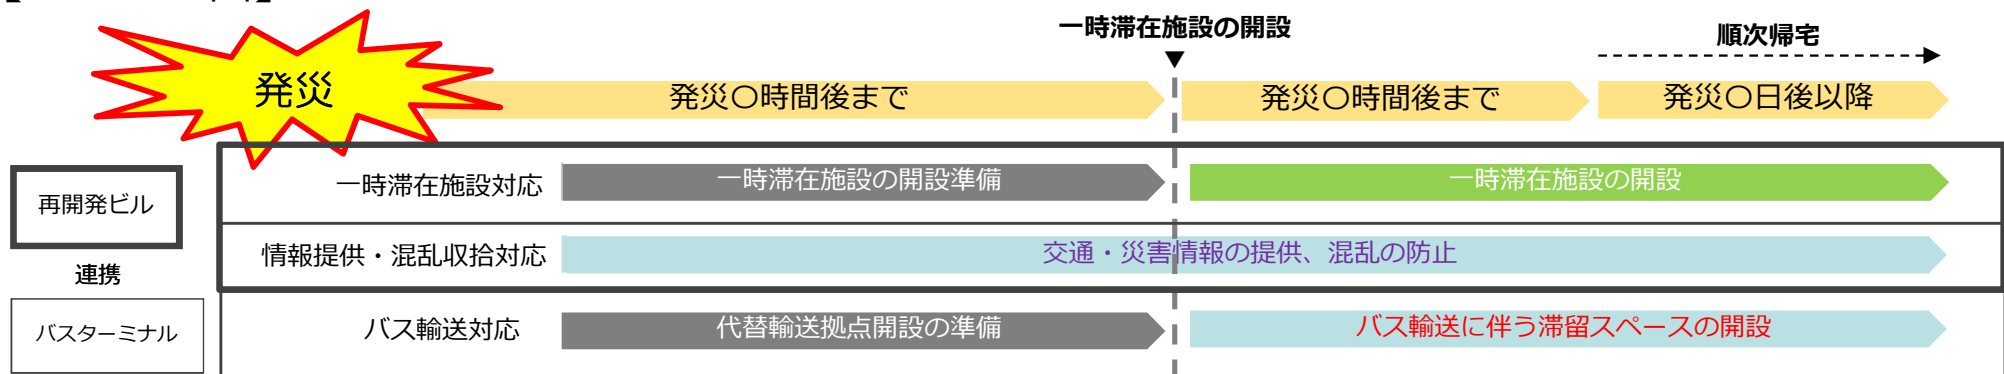 一時滞在施設の開設
▼
順次帰宅
発災
発災〇時間後まで
発災〇時間後まで
発災〇日後以降
再開発ビル
一時滞在施設対応
一時滞在施設の開設準備
一時滞在施設の開設
情報提供・混乱収拾対応
交通・災害情報の提供、混乱の防止
連携
バスターミナル
バス輸送対応
代替輸送拠点開設の準備
バス輸送に伴う滞留スペースの開設